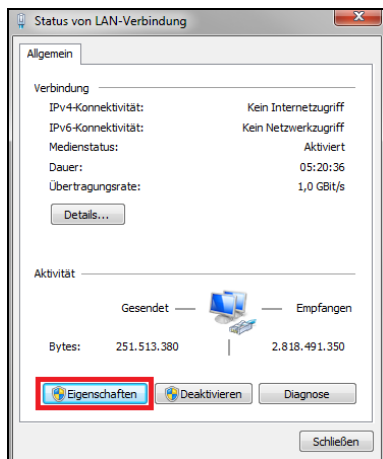 Status von LAN-Verbindung
Allgemein
Verbindung
IPv4-Konnektivität: Kein Internetzugriff
IPv6-Konnektivität: Kein Netzwerkzugriff
Medienstatus: Aktiviert
Dauer: 05:20:36
Übertragungsrate: 1,0 GBit/s
Details...
Aktivität
Gesendet Empfangen
Bytes: 251.513.380 2.818.491.350
Eigenschaften Deaktivieren Diagnose
Schließen